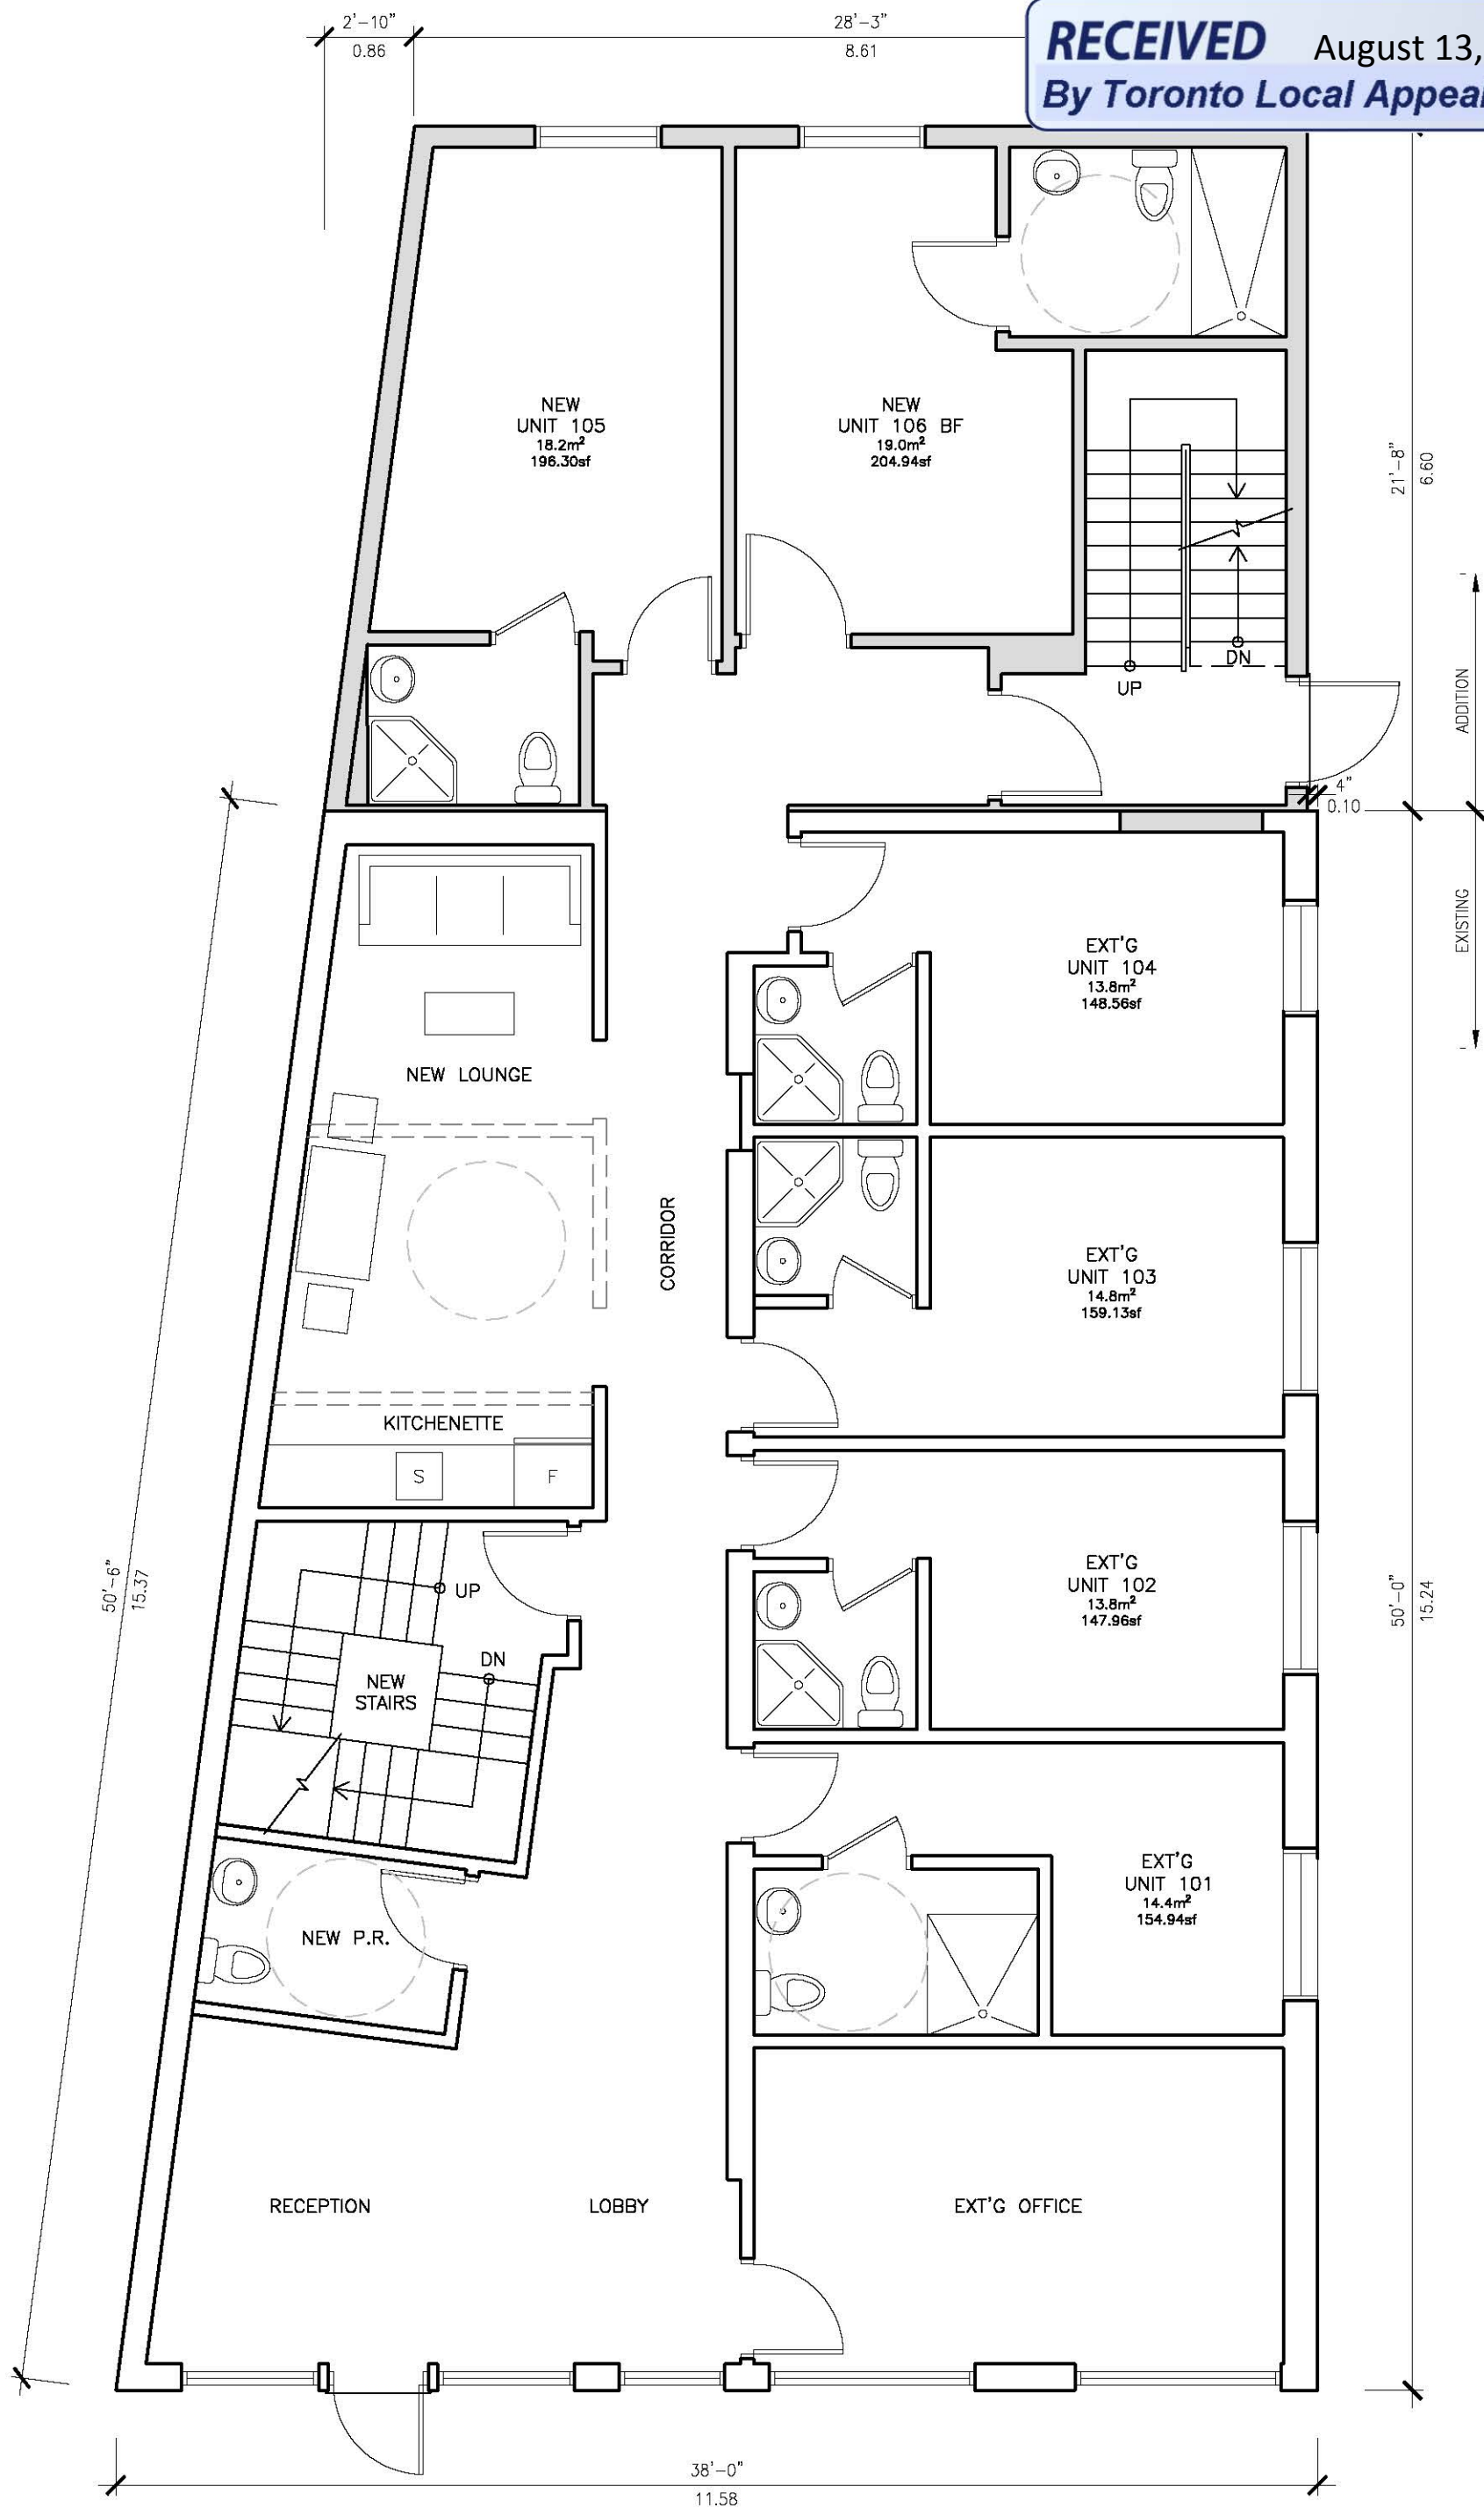 2'-10"
0.86
28'-3"
8.61
RECEIVED August 13,
By Toronto Local Appeal
NEW
UNIT 105
18.2m²
196.30sf
NEW
UNIT 106 BF
19.0m²
204.94sf
21'-8"
6.60
UP
DN
ADDITION
4"
0.10
EXISTING
EXT'G
UNIT 104
13.8m²
148.56sf
NEW LOUNGE
CORRIDOR
EXT'G
UNIT 103
14.8m²
159.13sf
KITCHENETTE
S
F
50'-6"
15.37
UP
DN
NEW
STAIRS
EXT'G
UNIT 102
13.8m²
147.96sf
50'-0"
15.24
EXT'G
UNIT 101
14.4m²
154.94sf
NEW P.R.
RECEPTION
LOBBY
EXT'G OFFICE
38'-0"
11.58